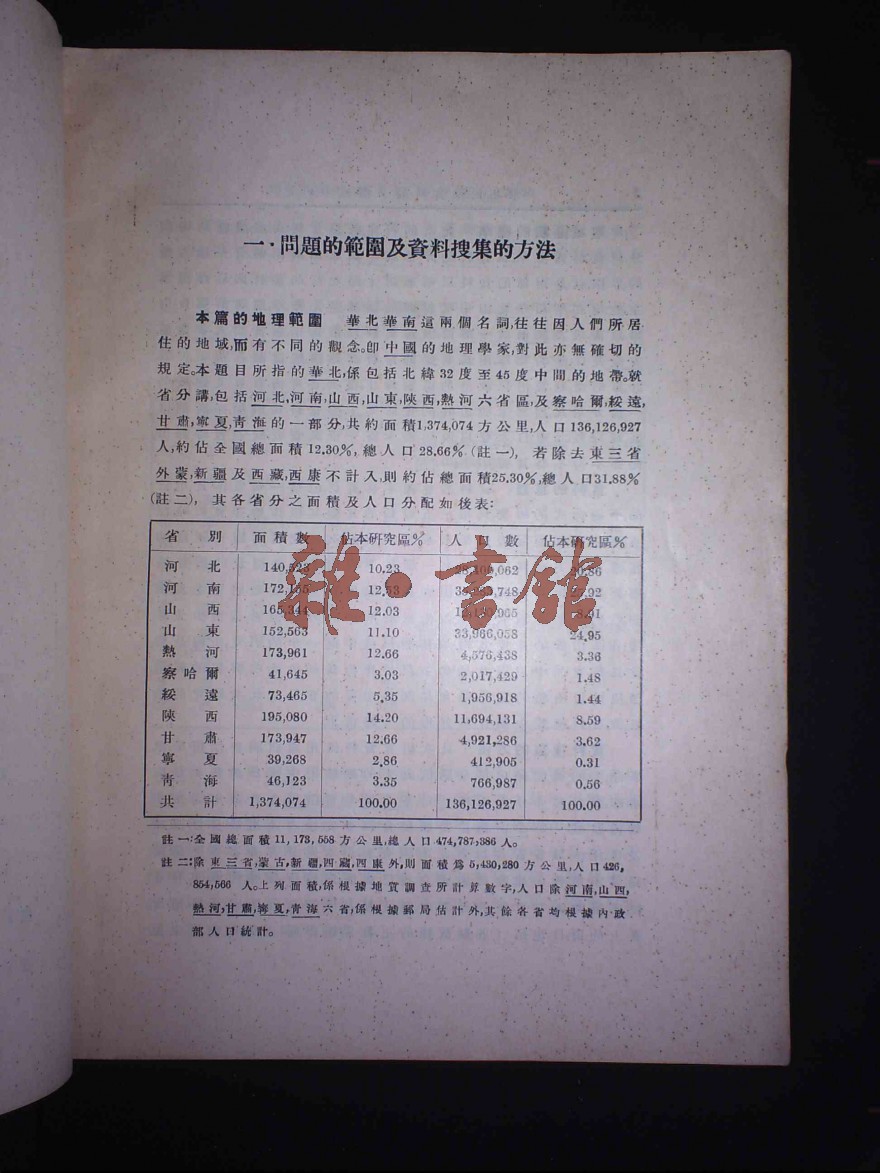 一·問題的範圍及資料搜集的方法
本篇的地理範圍 華北華南這兩個名詞,往往因人們所居
住的地域,而有不同的觀念。卽中國的地理學家,對此亦無確切的
規定。本題目所指的華北,係包括北緯32度至45度中間的地帶。就
省分講,包括河北,河南,山西,山東,陝西,熱河六省區,及察哈爾,綏遠,
甘肅,寧夏,靑海的一部分,共約面積1,374,074方公里,人口136,126,927
人,約佔全國總面積12.30%,總人口28.66%(註一),若除去東三省
外蒙,新疆及西藏,西康不計入,則約佔總面積25.30%,總人口31.88%
(註二),其各省分之面積及人口分配如後表:
省別 面積數 佔本研究區% 人口數 佔本研究區%
河北 10.23
河南 12.53
山西 165,344 12.03
山東 152,563 11.10 33,966,058 24.95
熱河 173,961 12.66 4,576,438 3.36
察哈爾 41,645 3.03 2,017,429 1.48
綏遠 73,465 5.35 1,956,918 1.44
陝西 195,080 14.20 11,694,131 8.59
甘肅 173,947 12.66 4,921,286 3.62
寧夏 39,268 2.86 412,905 0.31
靑海 46,123 3.35 766,987 0.56
共計 1,374,074 100.00 136,126,927 100.00
註一:全國總面積11,173,558方公里,總人口474,787,386人。
註二:除東三省,蒙古,新疆,西藏,西康外,則面積爲5,430,280方公里,人口426,
854,566人。上列面積,係根據地質調查所計算數字,人口除河南,山西,
熱河,甘肅,寧夏,靑海六省,係根據郵局估計外,其餘各省均根據內政
部人口統計。
雜·書館